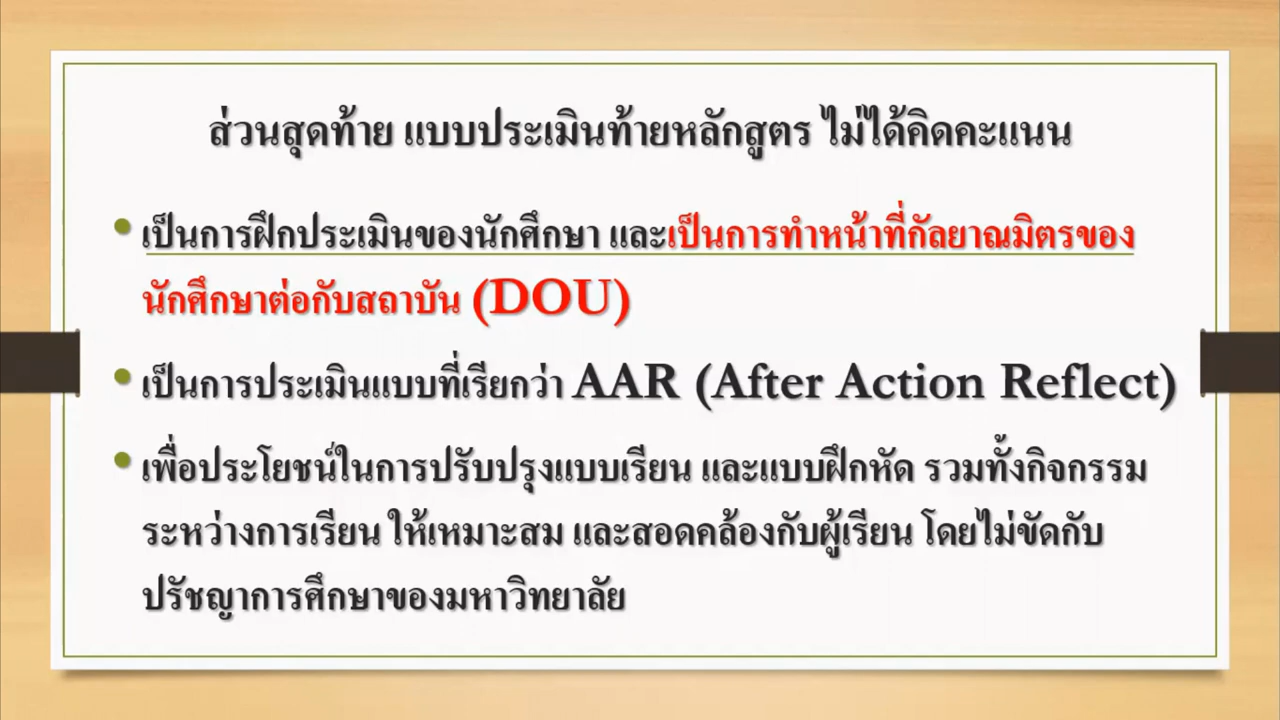 ส่วนสุดท้าย แบบประเมินท้ายหลักสูตร ไม่ได้คิดคะแนน
• เป็นการฝึกประเมินของนักศึกษา และเป็นการทำหน้าที่กัลยาณมิตรของ
นักศึกษาต่อกับสถาบัน (DOU)
• เป็นการประเมินแบบที่เรียกว่า AAR (After Action Reflect)
• เพื่อประโยชน์ในการปรับปรุงแบบเรียน และแบบฝึกหัด รวมทั้งกิจกรรม
ระหว่างการเรียน ให้เหมาะสม และสอดคล้องกับผู้เรียน โดยไม่ขัดกับ
ปรัชญาการศึกษาของมหาวิทยาลัย